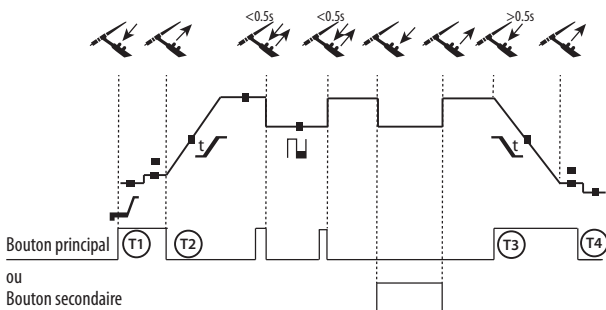 <0.5s <0.5s >0.5s
t t
Bouton principal T1 T2 T3 T4
ou
Bouton secondaire